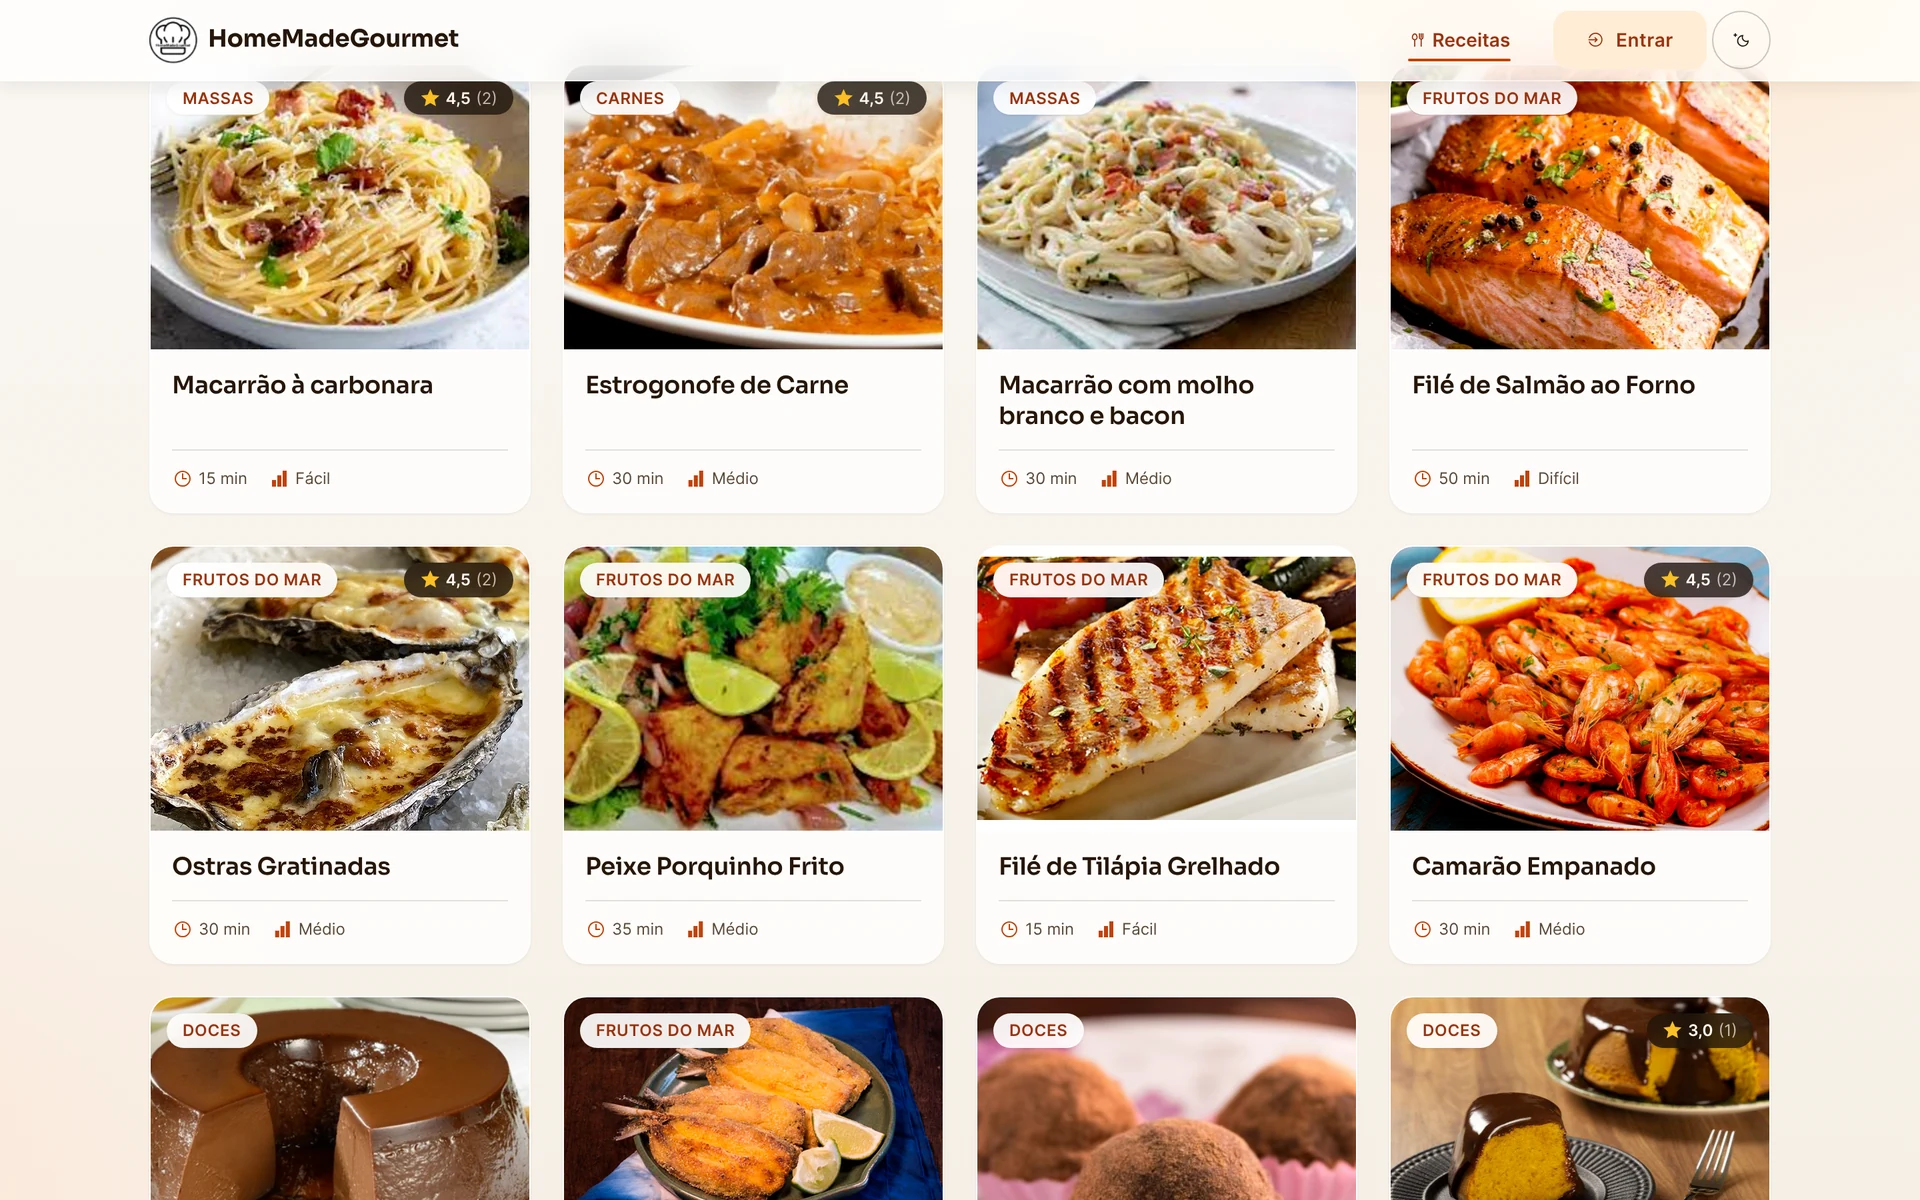 HomeMadeGourmet
Receitas
Entrar
MASSAS
4,5 (2)
CARNES
4,5 (2)
MASSAS
FRUTOS DO MAR
Macarrão à carbonara
15 min
Fácil
Estrogonofe de Carne
30 min
Médio
Macarrão com molho
branco e bacon
30 min
Médio
Filé de Salmão ao Forno
50 min
Difícil
FRUTOS DO MAR
4,5 (2)
FRUTOS DO MAR
FRUTOS DO MAR
FRUTOS DO MAR
4,5 (2)
Ostras Gratinadas
30 min
Médio
Peixe Porquinho Frito
35 min
Médio
Filé de Tilápia Grelhado
15 min
Fácil
Camarão Empanado
30 min
Médio
DOCES
FRUTOS DO MAR
DOCES
DOCES
3,0 (1)